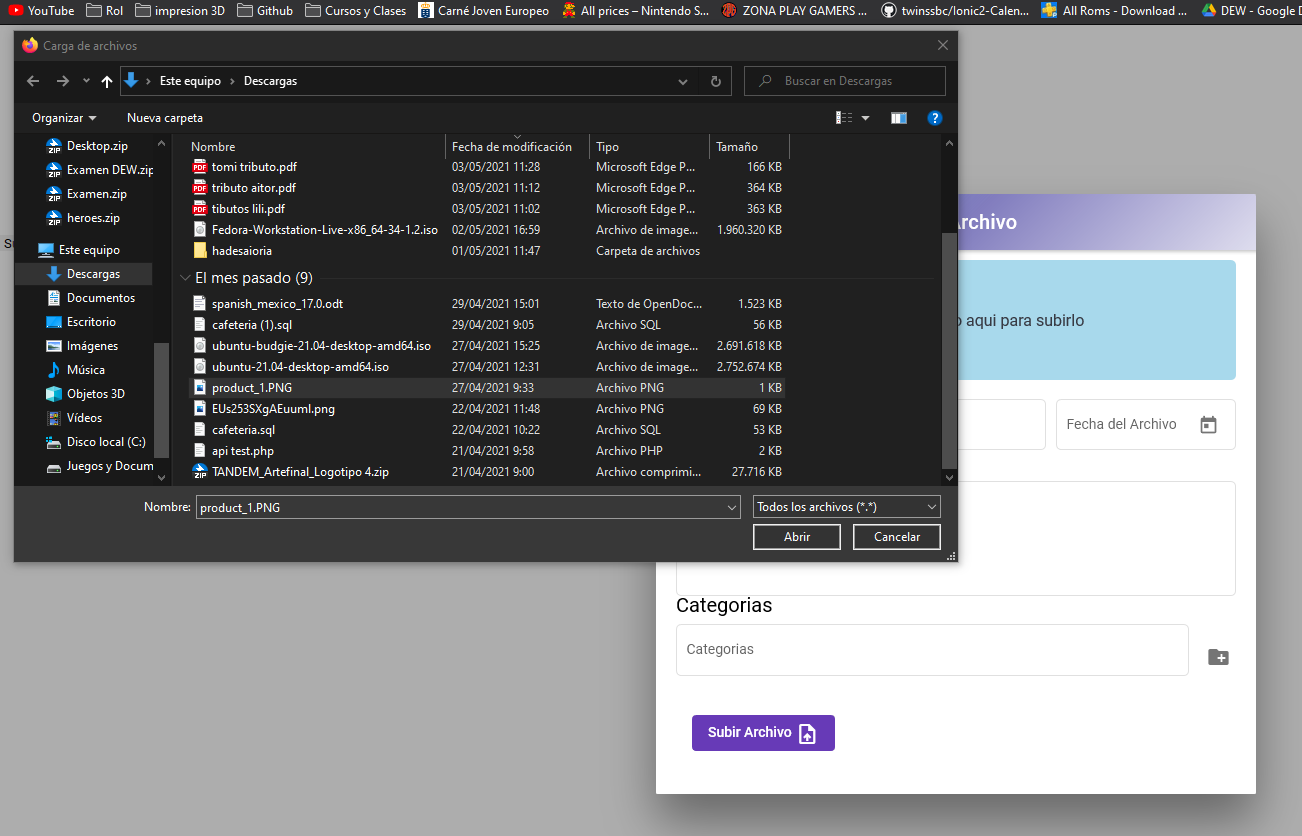 YouTube Rol impresion 3D Github Cursos y Clases Carné Joven Europeo All prices – Nintendo S... ZONA PLAY GAMERS ... twinssbc/Ionic2-Calen... All Roms - Download ... DEW - Google D
Carga de archivos
Este equipo Descargas Buscar en Descargas
Organizar Nueva carpeta
Desktop.zip
Examen DEW.zip
Examen.zip
heroes.zip
Este equipo
Descargas
Documentos
Escritorio
Imágenes
Música
Objetos 3D
Vídeos
Disco local (C:)
Juegos y Docum
Nombre Fecha de modificación Tipo Tamaño
PDF tomi tributo.pdf 03/05/2021 11:28 Microsoft Edge P... 166 KB
PDF tributo aitor.pdf 03/05/2021 11:12 Microsoft Edge P... 364 KB
PDF tibutos lili.pdf 03/05/2021 11:02 Microsoft Edge P... 363 KB
Fedora-Workstation-Live-x86_64-34-1.2.iso 02/05/2021 16:59 Archivo de image... 1.960.320 KB
hadesaioria 01/05/2021 11:47 Carpeta de archivos
El mes pasado (9)
spanish_mexico_17.0.odt 29/04/2021 15:01 Texto de OpenDoc... 1.523 KB
cafeteria (1).sql 29/04/2021 9:05 Archivo SQL 56 KB
ubuntu-budgie-21.04-desktop-amd64.iso 27/04/2021 15:25 Archivo de image... 2.691.618 KB
ubuntu-21.04-desktop-amd64.iso 27/04/2021 12:31 Archivo de image... 2.752.674 KB
product_1.PNG 27/04/2021 9:33 Archivo PNG 1 KB
EUs253SXgAEuumI.png 22/04/2021 11:48 Archivo PNG 69 KB
cafeteria.sql 22/04/2021 10:22 Archivo SQL 53 KB
api test.php 21/04/2021 9:58 Archivo PHP 2 KB
ZIP TANDEM_Artefinal_Logotipo 4.zip 21/04/2021 9:00 Archivo comprimi... 27.716 KB
Nombre: product_1.PNG Todos los archivos (*.*)
Abrir Cancelar
Archivo
o aqui para subirlo
Fecha del Archivo
Categorias
Categorias
Subir Archivo